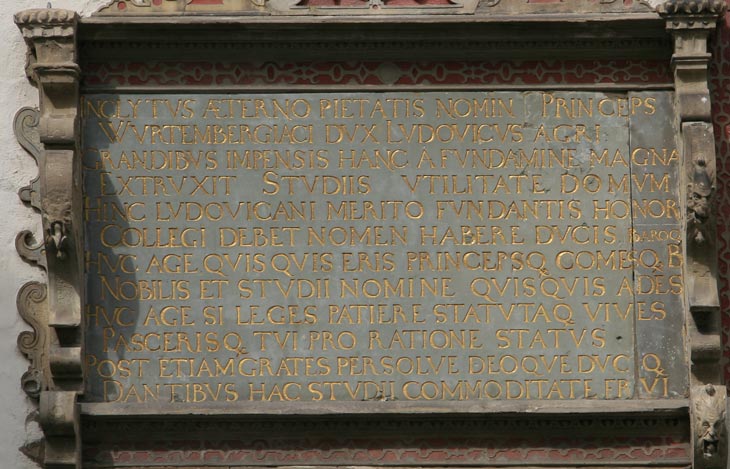 INCLYTVS ÆTERNO PIETATIS NOMIN PRINCEPS
WVRTEMBERGIACI DVX LVDOVICVS AGRI
GRANDIBVS IMPENSIS HANC A FVNDAMINE MAGNA
EXTRVXIT STVDIIS VTILITATE DOMVM
HINC LVDOVICANI MERITO FVNDANTIS HONOR
COLLEGI DEBET NOMEN HABERE DVCIS
HVC AGE QVISQVIS ERIS PRINCEPSQ COMESQ B
NOBILIS ET STVDII NOMINE QVISQVIS ADES
HVC AGE SI LEGES PATIERE STATVTAQ VIVES
PASCERISQ TVI PRO RATIONE STATVS
POST ETIAM GRATES PERSOLVE DEOQVE DVCIQ
DANTIBVS HAC STVDII COMMODITATE FRVI